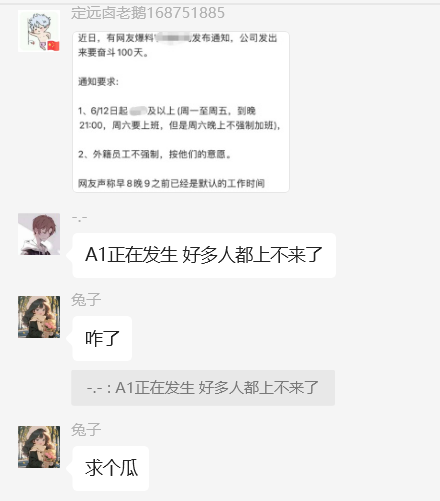 定远卤老鹅168751885
近日，有网友爆料 发布通知，公司发出
来要奋斗100天。
通知要求：
1、6/12日起 及以上 (周一至周五，到晚
21:00，周六要上班，但是周六晚上不强制加班)，
2、外籍员工不强制，按他们的意愿。
网友声称早8晚9之前已经是默认的工作时间
-.-
A1正在发生 好多人都上不来了
兔子
咋了
-.- : A1正在发生 好多人都上不来了
兔子
求个瓜